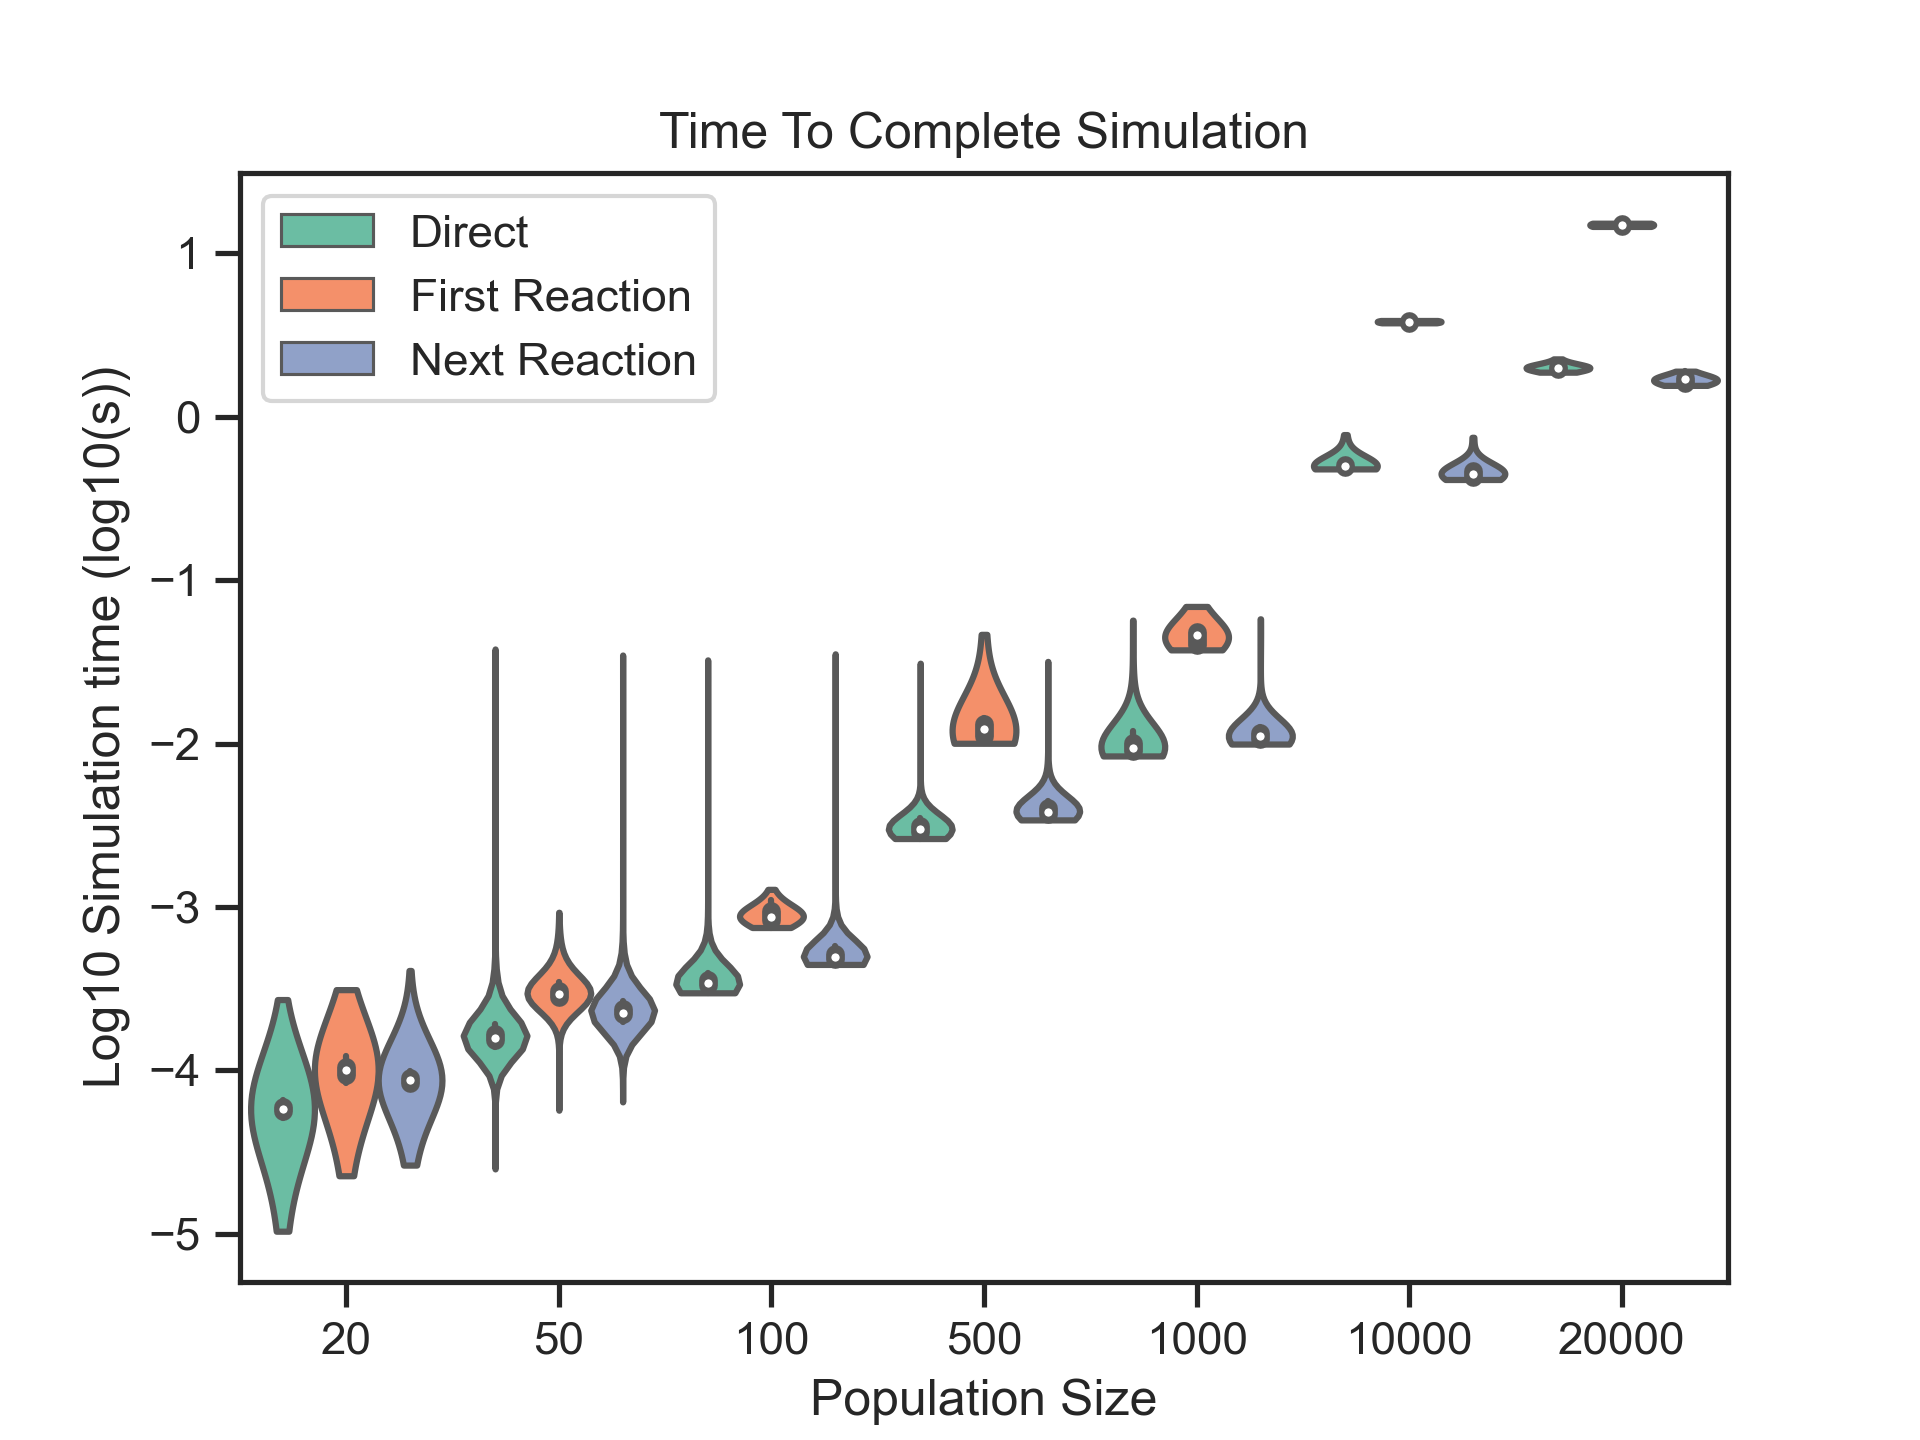 Time To Complete Simulation
Direct
First Reaction
Next Reaction
Log10 Simulation time (log10(s))
1
0
−1
−2
−3
−4
−5
20 50 100 500 1000 10000 20000
Population Size